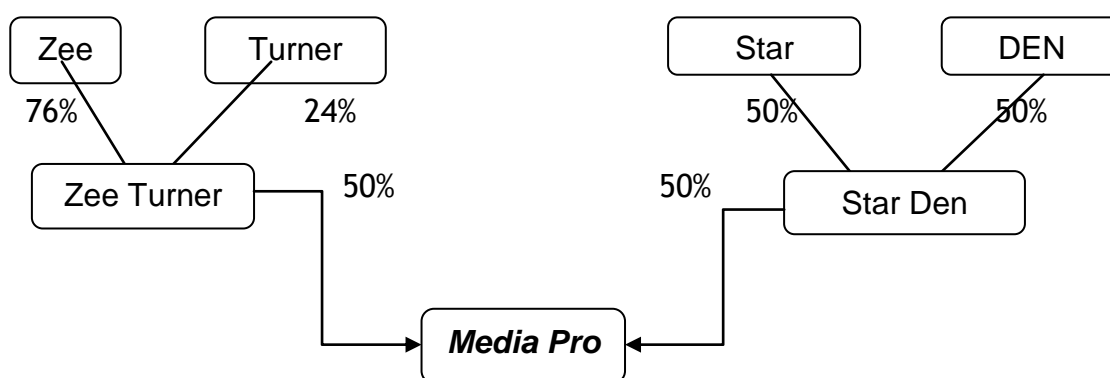 Zee
Turner
Star
DEN
76%
24%
50%
50%
Zee Turner
50%
50%
Star Den
Media Pro